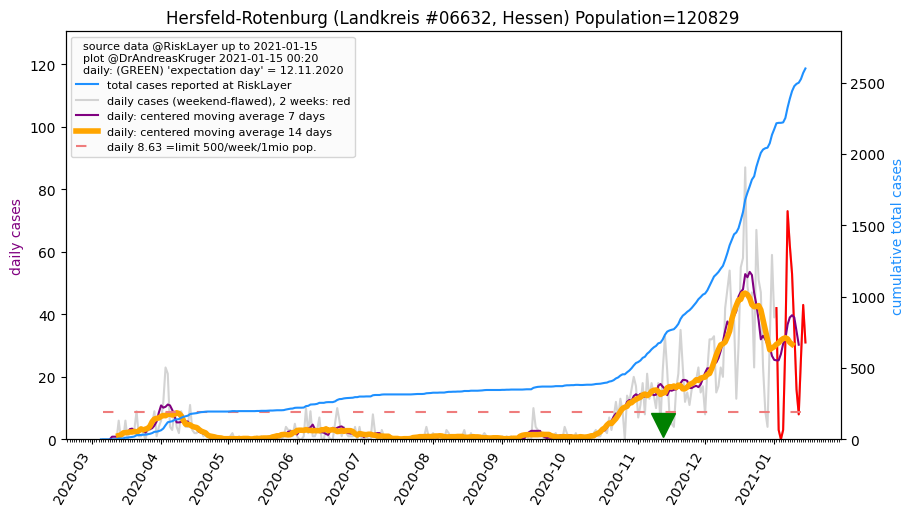 Hersfeld-Rotenburg (Landkreis #06632, Hessen) Population=120829
source data @RiskLayer up to 2021-01-15
plot @DrAndreasKruger 2021-01-15 00:20
daily: (GREEN) 'expectation day' = 12.11.2020
total cases reported at RiskLayer
daily cases (weekend-flawed), 2 weeks: red
daily: centered moving average 7 days
daily: centered moving average 14 days
daily 8.63 =limit 500/week/1mio pop.
daily cases
120
100
80
60
40
20
0
cumulative total cases
2500
2000
1500
1000
500
0
2020-03
2020-04
2020-05
2020-06
2020-07
2020-08
2020-09
2020-10
2020-11
2020-12
2021-01